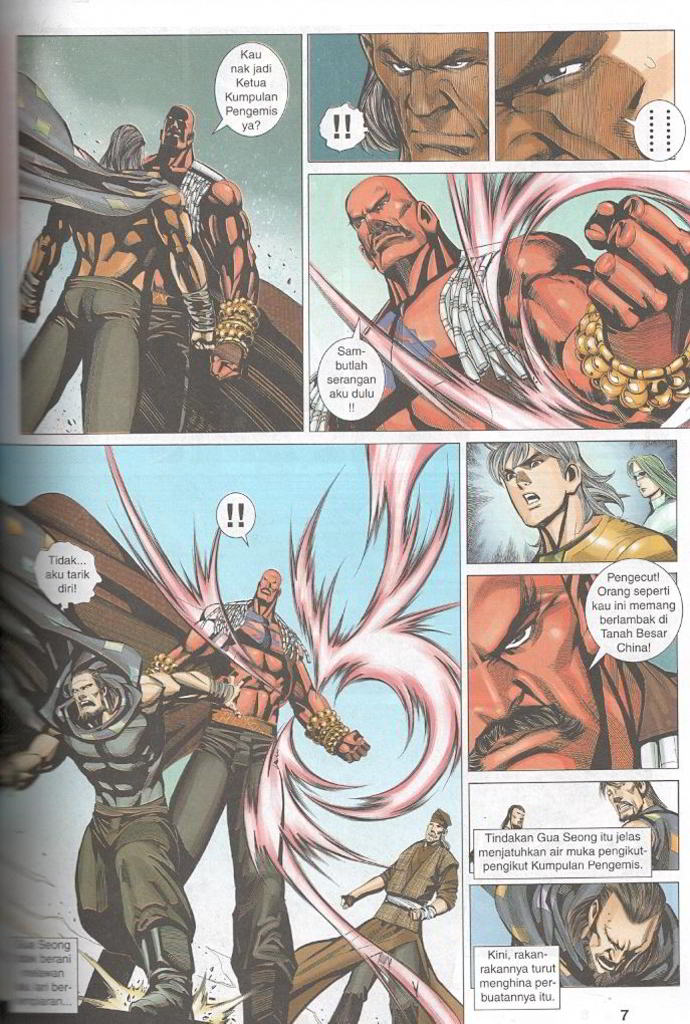 Kau
nak jadi
Ketua
Kumpulan
Pengemis
ya?
!!
Sam-
butlah
serangan
aku dulu
!!
!!
Tidak...
aku tarik
diri!
Pengecut!
Orang seperti
kau ini memang
berlambak di
Tanah Besar
China!
Tindakan Gua Seong itu jelas
menjatuhkan air muka pengikut-
pengikut Kumpulan Pengemis.
Gua Seong
berani
Kini, rakan-
rakannya turut
menghina per-
buatannya itu.
7